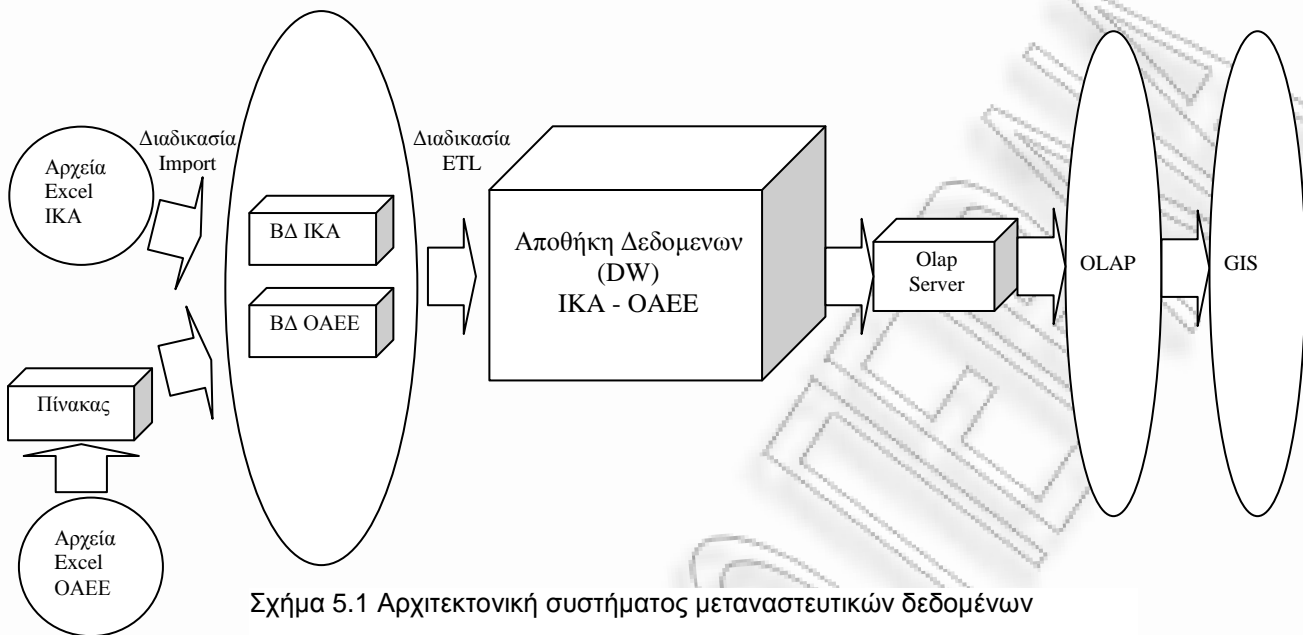 Αρχεία
Excel
ΙΚΑ
Διαδικασία
Import
ΒΔ ΙΚΑ
ΒΔ ΟΑΕΕ
Διαδικασία
ETL
Αποθήκη Δεδομενων
(DW)
ΙΚΑ - ΟΑΕΕ
Olap
Server
OLAP
GIS
Πίνακας
Αρχεία
Excel
ΟΑΕΕ
Σχήμα 5.1 Αρχιτεκτονική συστήματος μεταναστευτικών δεδομένων